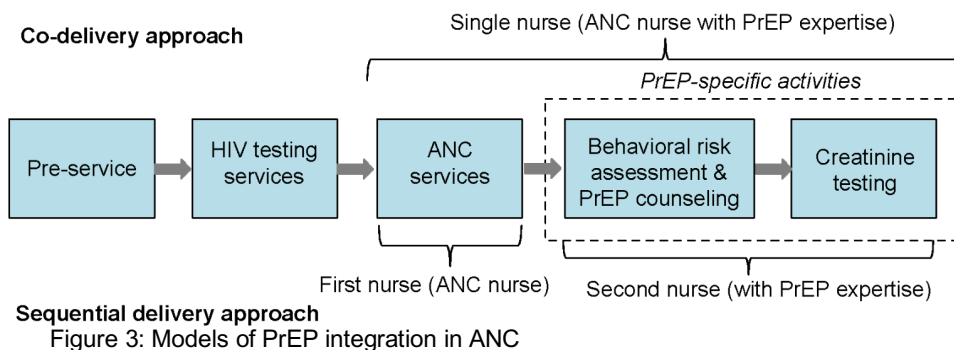 Single nurse (ANC nurse with PrEP expertise)
Co-delivery approach
PrEP-specific activities
Pre-service
HIV testing
services
ANC
services
Behavioral risk
assessment &
PrEP counseling
Creatinine
testing
First nurse (ANC nurse)
Second nurse (with PrEP expertise)
Sequential delivery approach
Figure 3: Models of PrEP integration in ANC